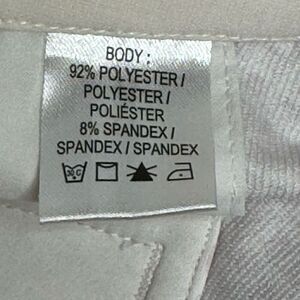 BODY :
92% POLYESTER /
POLYESTER /
POLIÉSTER
8% SPANDEX /
SPANDEX / SPANDEX
30 C